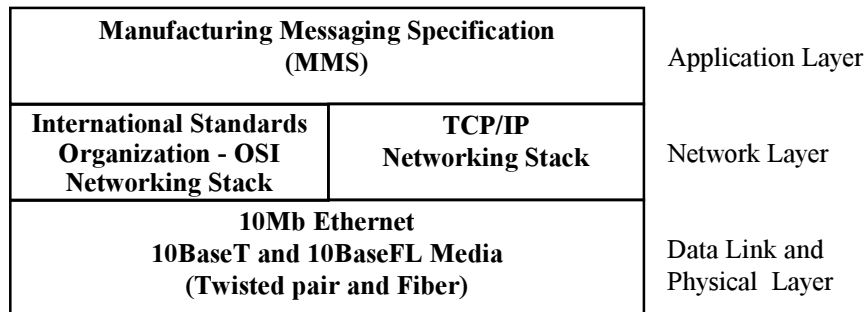 Manufacturing Messaging Specification
(MMS)
Application Layer
International Standards
Organization - OSI
Networking Stack
TCP/IP
Networking Stack
Network Layer
10Mb Ethernet
10BaseT and 10BaseFL Media
(Twisted pair and Fiber)
Data Link and
Physical Layer